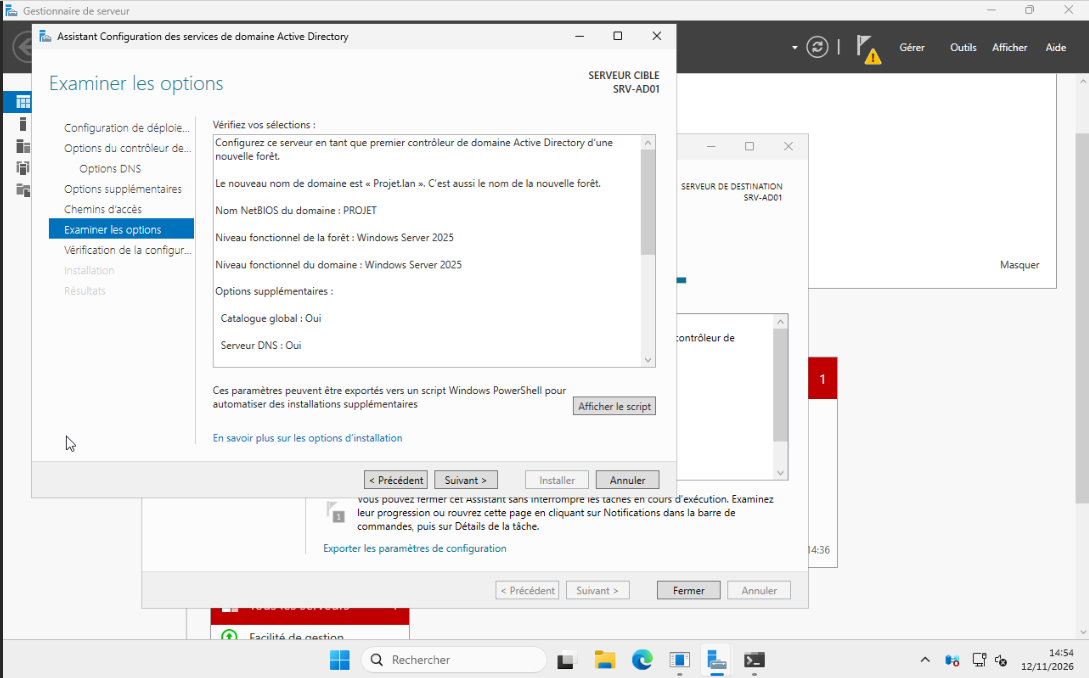 Gestionnaire de serveur
Gérer
Outils
Afficher
Aide
Assistant Configuration des services de domaine Active Directory
Examiner les options
SERVEUR CIBLE
SRV-AD01
Configuration de déploie...
Options du contrôleur de...
Options DNS
Options supplémentaires
Chemins d'accès
Examiner les options
Vérification de la configur...
Installation
Résultats
Vérifiez vos sélections :
Configurez ce serveur en tant que premier contrôleur de domaine Active Directory d'une
nouvelle forêt.
Le nouveau nom de domaine est « Projet.lan ». C'est aussi le nom de la nouvelle forêt.
Nom NetBIOS du domaine : PROJET
Niveau fonctionnel de la forêt : Windows Server 2025
Niveau fonctionnel du domaine : Windows Server 2025
Options supplémentaires :
Catalogue global : Oui
Serveur DNS : Oui
Ces paramètres peuvent être exportés vers un script Windows PowerShell pour
automatiser des installations supplémentaires
Afficher le script
En savoir plus sur les options d'installation
< Précédent
Suivant >
Installer
Annuler
SERVEUR DE DESTINATION
SRV-AD01
contrôleur de
Masquer
1
Vous pouvez fermer cet Assistant sans interrompre les tâches en cours d'exécution. Examinez
leur progression ou rouvrez cette page en cliquant sur Notifications dans la barre de
commandes, puis sur Détails de la tâche.
1
Exporter les paramètres de configuration
14:36
< Précédent
Suivant >
Fermer
Annuler
Tous les serveurs
Facilité de gestion
Rechercher
14:54
12/11/2026